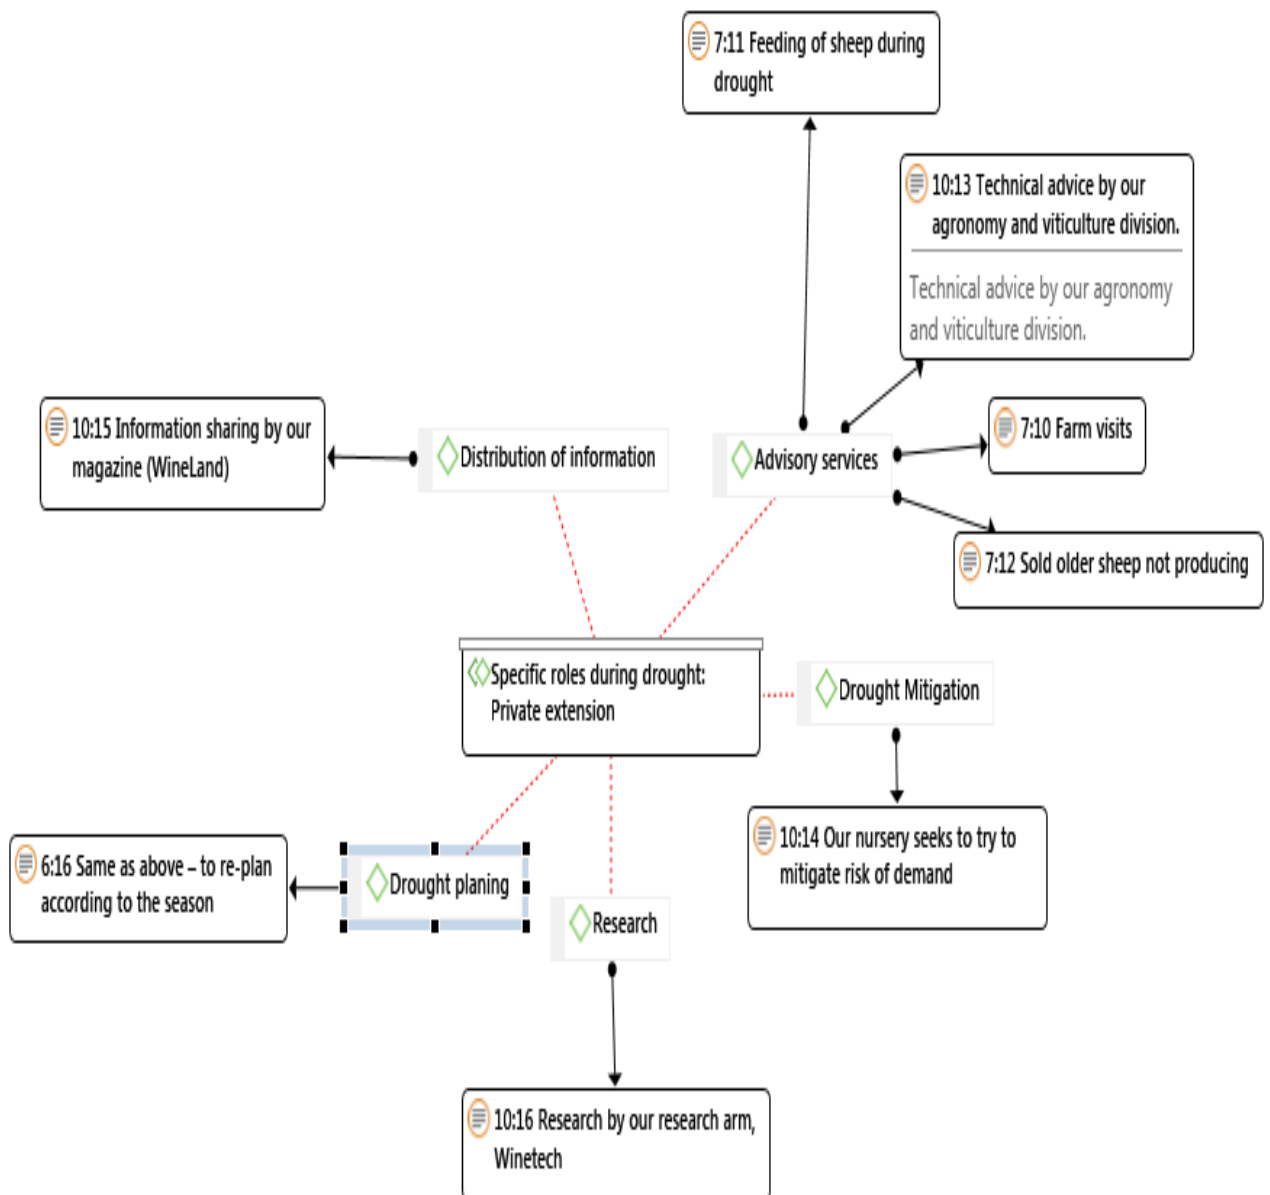 7:11 Feeding of sheep during
drought
10:13 Technical advice by our
agronomy and viticulture division.
Technical advice by our agronomy
and viticulture division.
10:15 Information sharing by our
magazine (WineLand)
Distribution of information
Advisory services
7:10 Farm visits
7:12 Sold older sheep not producing
Specific roles during drought:
Private extension
Drought Mitigation
10:14 Our nursery seeks to try to
mitigate risk of demand
6:16 Same as above – to re-plan
according to the season
Drought planing
Research
10:16 Research by our research arm,
Winetech